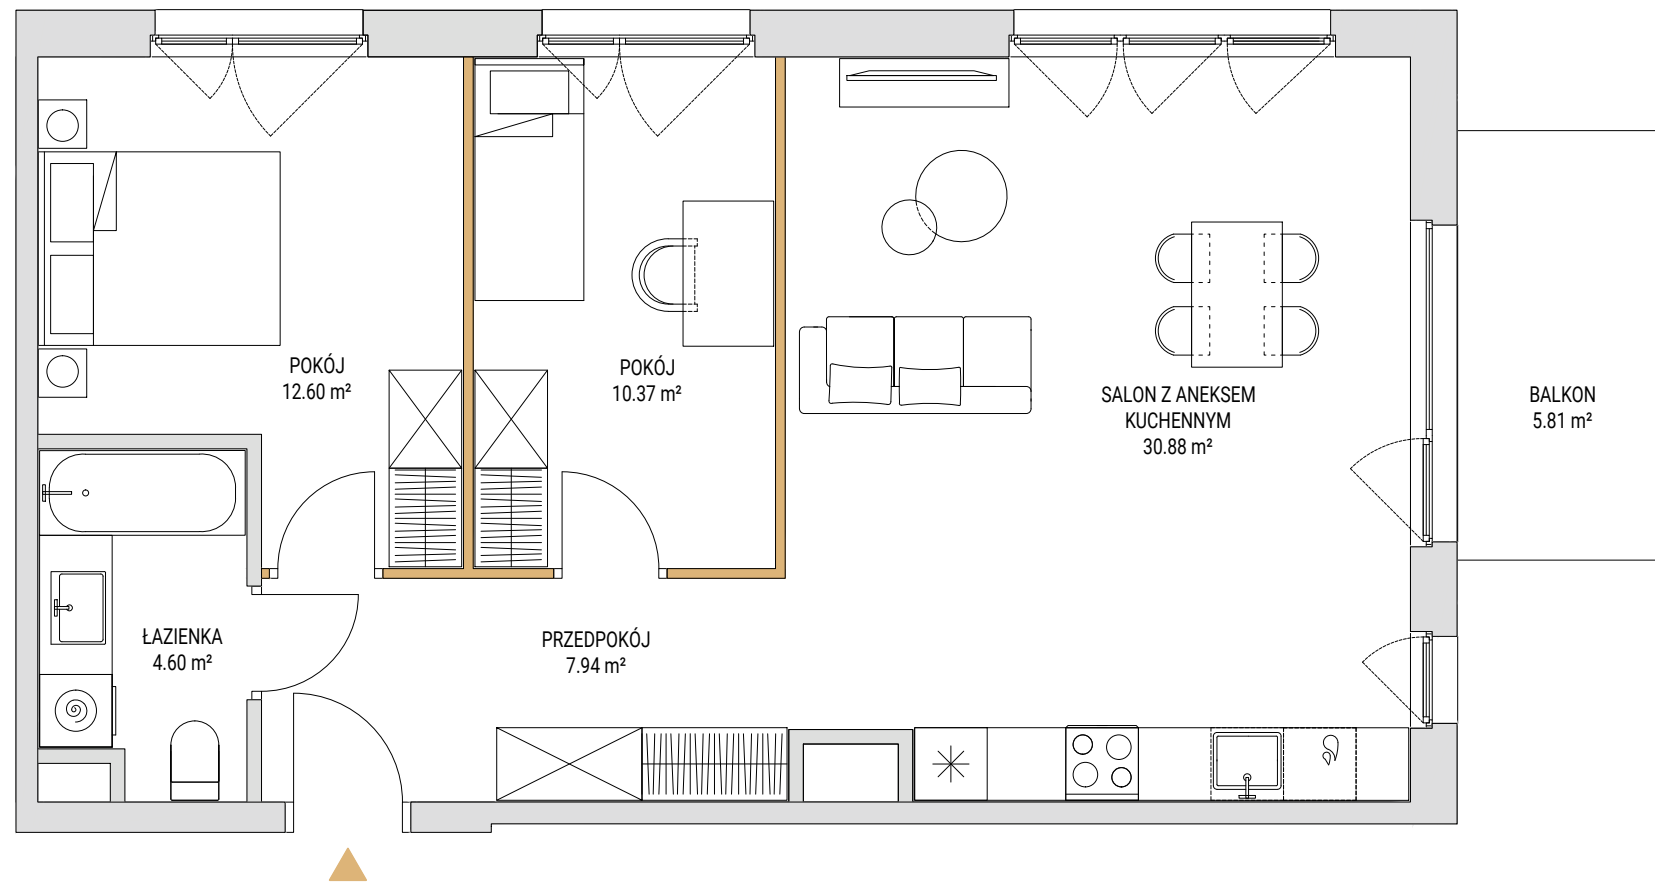 POKÓJ
12.60 m²
POKÓJ
10.37 m²
SALON Z ANEKSEM
KUCHENNYM
30.88 m²
BALKON
5.81 m²
ŁAZIENKA
4.60 m²
PRZEDPOKÓJ
7.94 m²